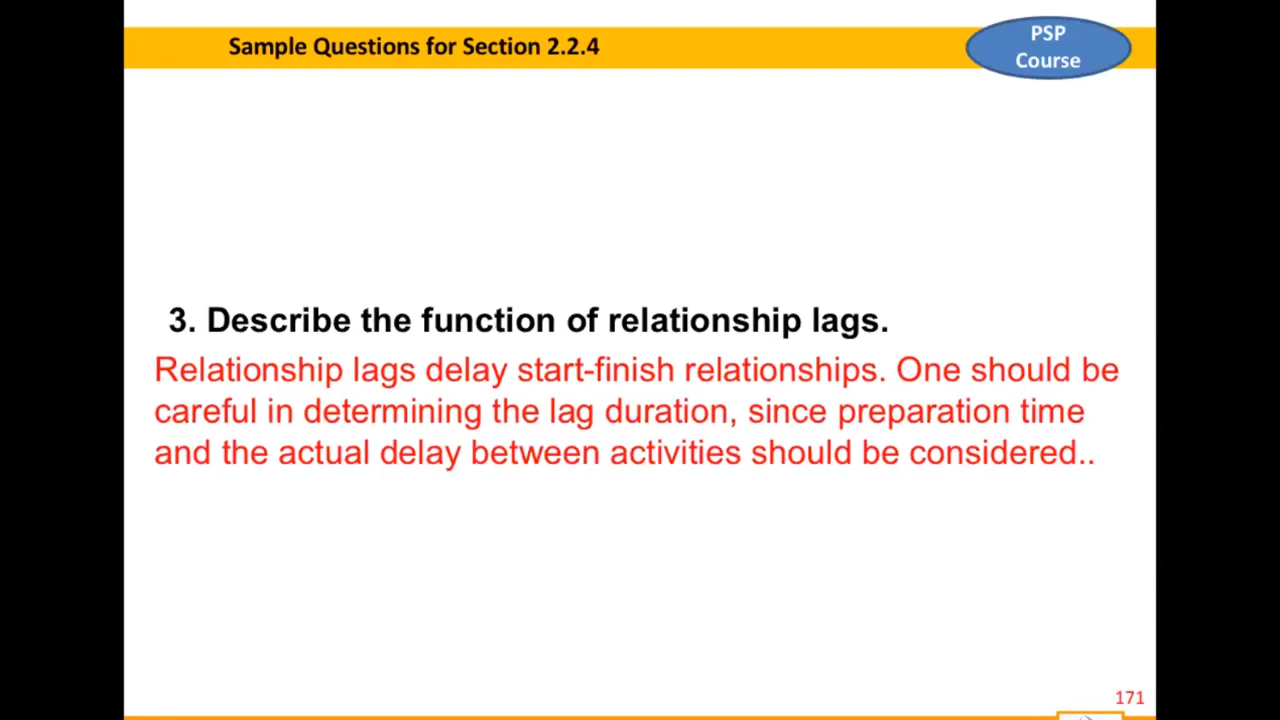 Sample Questions for Section 2.2.4
PSP
Course
3. Describe the function of relationship lags.
Relationship lags delay start-finish relationships. One should be
careful in determining the lag duration, since preparation time
and the actual delay between activities should be considered..
171